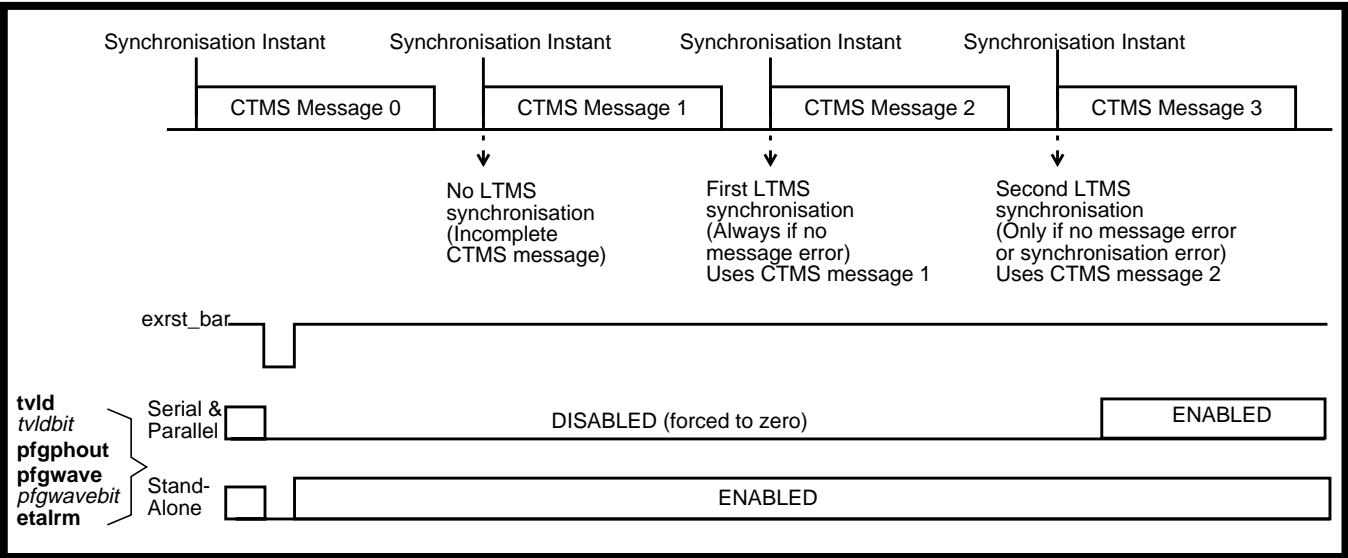 Synchronisation Instant
Synchronisation Instant
Synchronisation Instant
Synchronisation Instant
CTMS Message 0
CTMS Message 1
CTMS Message 2
CTMS Message 3
No LTMS
synchronisation
(Incomplete
CTMS message)
First LTMS
synchronisation
(Always if no
message error)
Uses CTMS message 1
Second LTMS
synchronisation
(Only if no message error
or synchronisation error)
Uses CTMS message 2
exrst_bar
tvld
tvldbit
pfgphout
pfgwave
pfgwavebit
etalrm
Serial &
Parallel
DISABLED (forced to zero)
ENABLED
Stand-
Alone
ENABLED